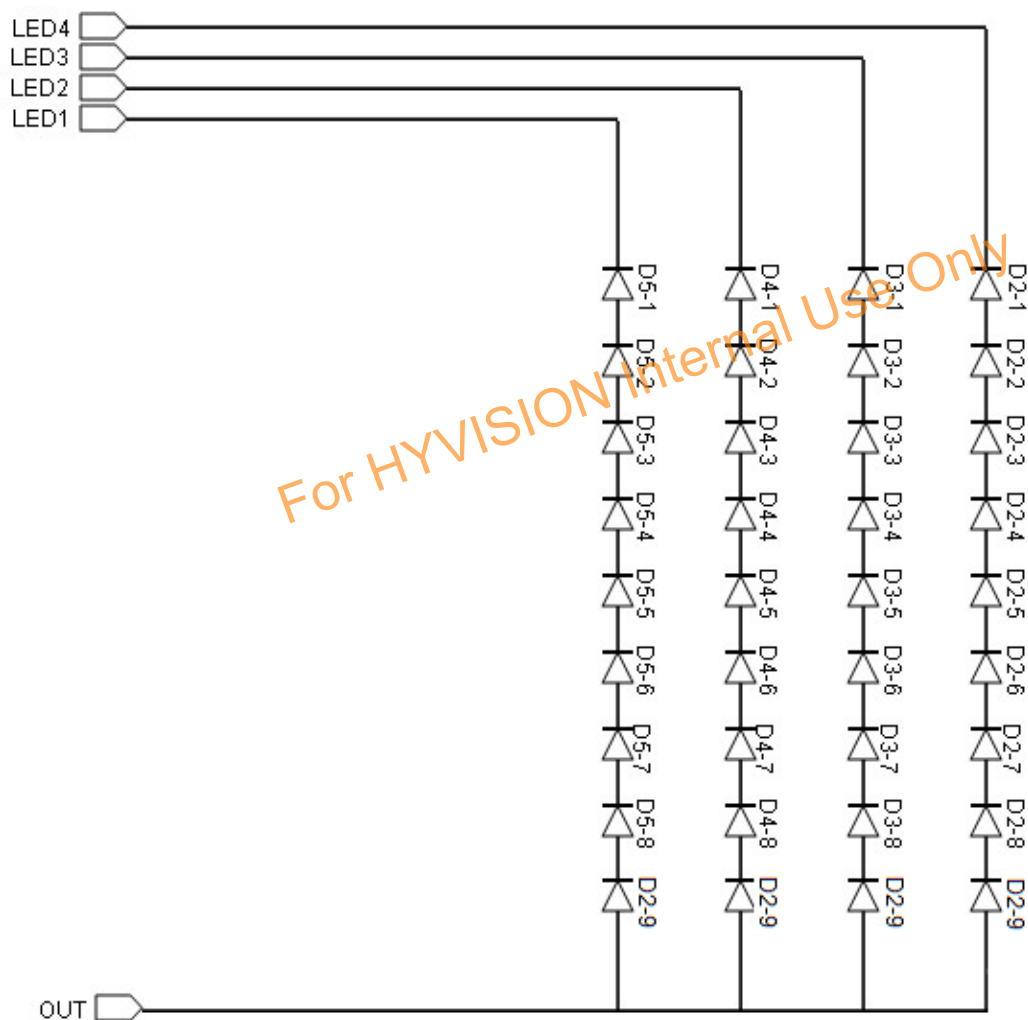 LED4
LED3
LED2
LED1
D5-1 D4-1 D3-1 D2-1
D5-2 D4-2 D3-2 D2-2
D5-3 D4-3 D3-3 D2-3
D5-4 D4-4 D3-4 D2-4
D5-5 D4-5 D3-5 D2-5
D5-6 D4-6 D3-6 D2-6
D5-7 D4-7 D3-7 D2-7
D5-8 D4-8 D3-8 D2-8
D2-9 D2-9 D2-9 D2-9
OUT
For HYVISION Internal Use Only